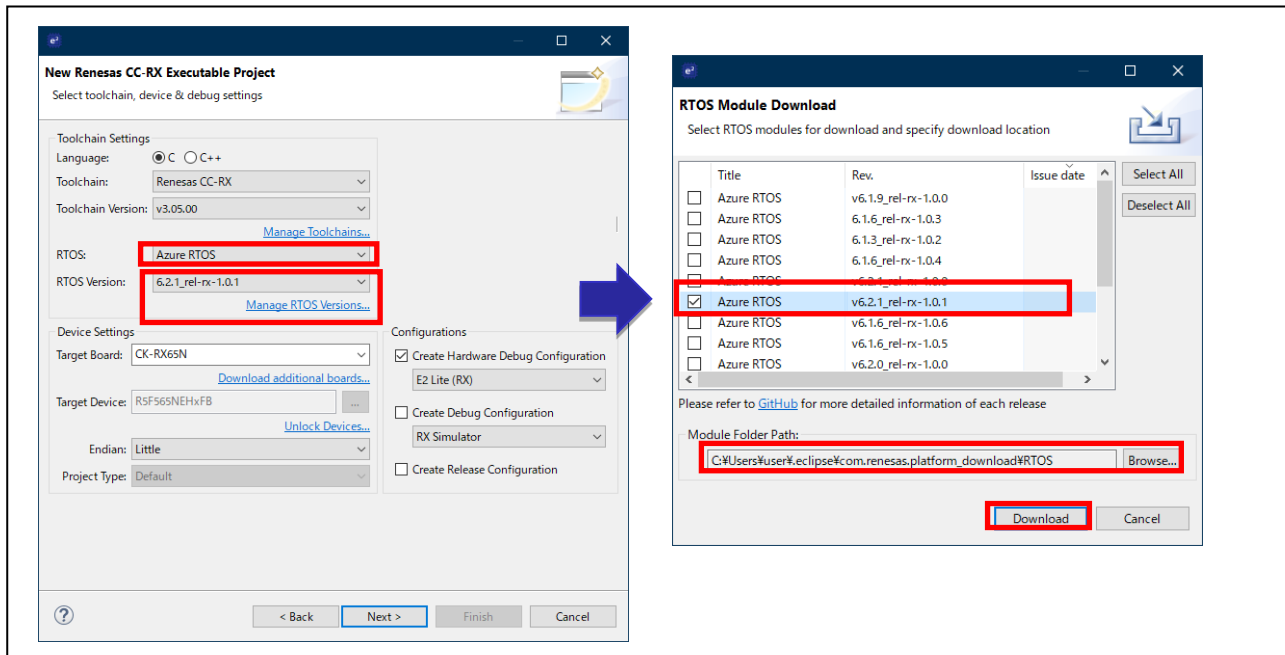 New Renesas CC-RX Executable Project
Select toolchain, device & debug settings
Toolchain Settings
Language: C C++
Toolchain: Renesas CC-RX
Toolchain Version: v3.05.00
Manage Toolchains...
RTOS: Azure RTOS
RTOS Version: 6.2.1_rel-rx-1.0.1
Manage RTOS Versions...
Device Settings
Target Board: CK-RX65N
Download additional boards...
Target Device: R5F565NEHxFB ...
Unlock Devices...
Endian: Little
Project Type: Default
Configurations
Create Hardware Debug Configuration
E2 Lite (RX)
Create Debug Configuration
RX Simulator
Create Release Configuration
? < Back Next > Finish Cancel
RTOS Module Download
Select RTOS modules for download and specify download location
Title Rev. Issue date
Azure RTOS v6.1.9_rel-rx-1.0.0
Azure RTOS 6.1.6_rel-rx-1.0.3
Azure RTOS 6.1.3_rel-rx-1.0.2
Azure RTOS 6.1.6_rel-rx-1.0.4
Azure RTOS v6.2.1_rel-rx-1.0.0
Azure RTOS v6.2.1_rel-rx-1.0.1
Azure RTOS v6.1.6_rel-rx-1.0.6
Azure RTOS v6.1.6_rel-rx-1.0.5
Azure RTOS v6.2.0_rel-rx-1.0.0
Select All
Deselect All
Please refer to GitHub for more detailed information of each release
Module Folder Path:
C:¥Users¥user¥.eclipse¥com.renesas.platform_download¥RTOS Browse...
Download Cancel